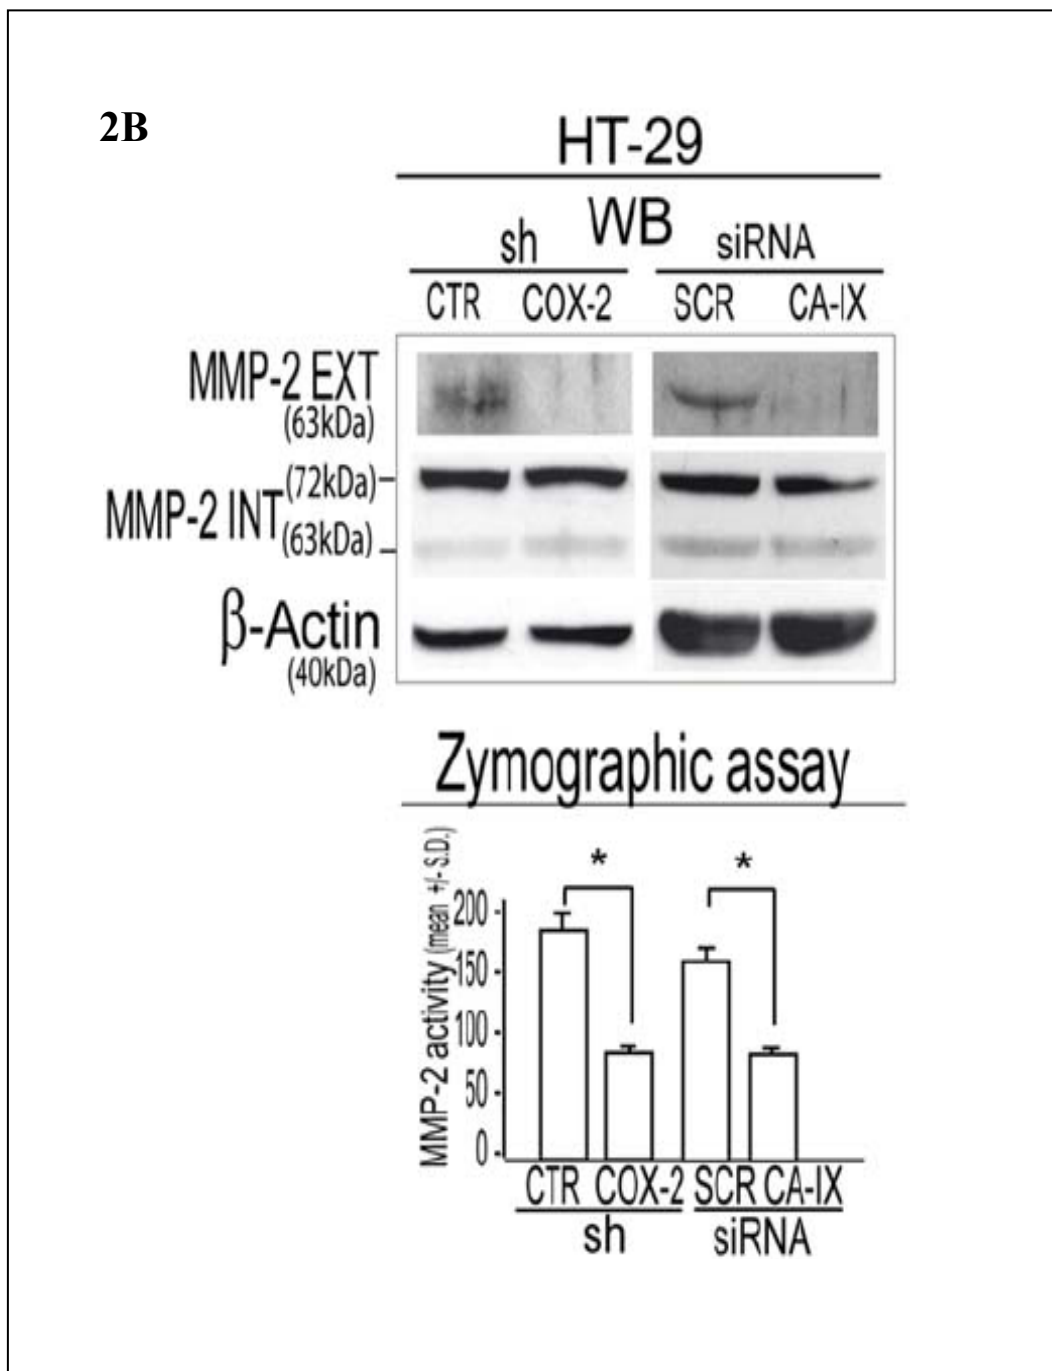 2B
HT-29
WB
sh siRNA
CTR COX-2 SCR CA-IX
MMP-2 EXT
(63kDa)
MMP-2 INT (72kDa)
(63kDa)
β-Actin
(40kDa)
Zymographic assay
MMP-2 activity (mean +/- S.D.)
* *
200
150
100
50
0
CTR COX-2 SCR CA-IX
sh siRNA